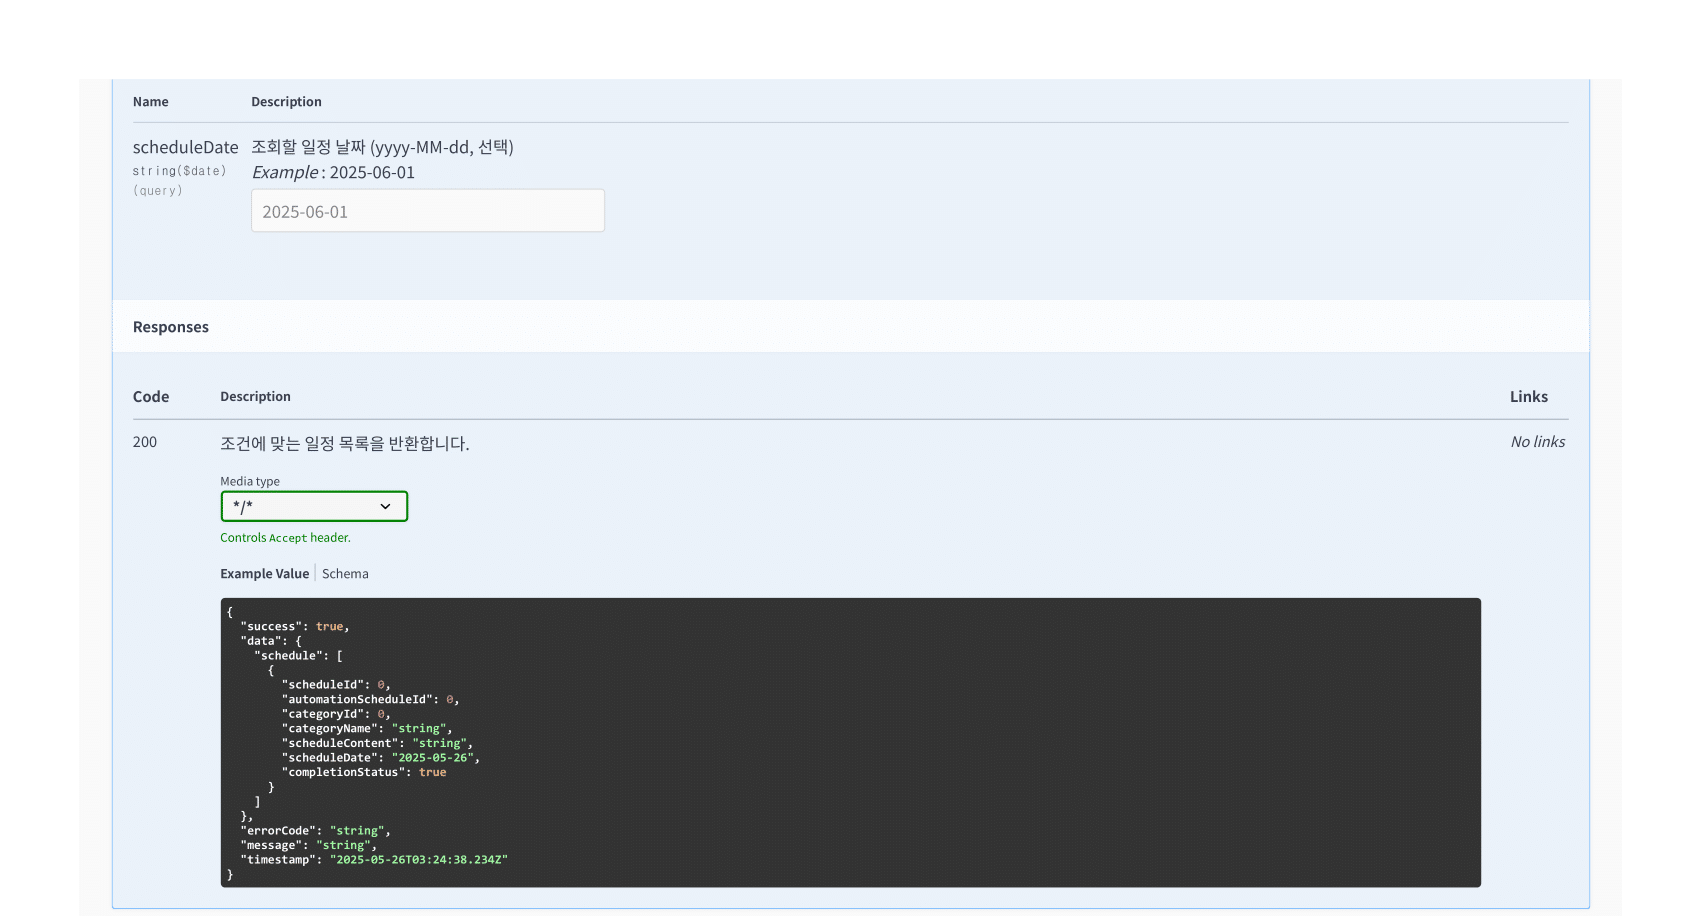 Name Description
scheduleDate 조회할 일정 날짜 (yyyy-MM-dd, 선택)
string($date) Example : 2025-06-01
(query)
2025-06-01
Responses
Code Description Links
200 조건에 맞는 일정 목록을 반환합니다. No links
Media type
*/*
Controls Accept header.
Example Value Schema
{
  "success": true,
  "data": {
    "schedule": [
      {
        "scheduleId": 0,
        "automationScheduleId": 0,
        "categoryId": 0,
        "categoryName": "string",
        "scheduleContent": "string",
        "scheduleDate": "2025-05-26",
        "completionStatus": true
      }
    ]
  },
  "errorCode": "string",
  "message": "string",
  "timestamp": "2025-05-26T03:24:38.234Z"
}